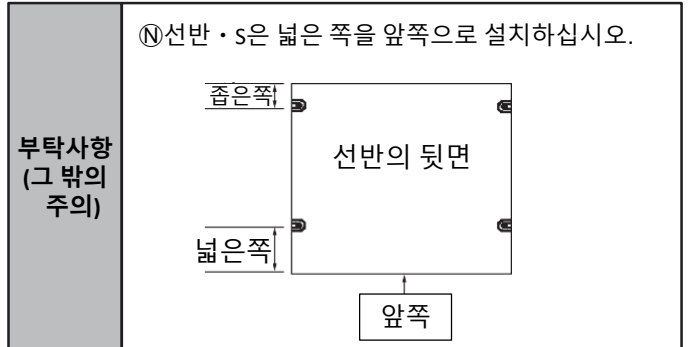 부탁사항
(그 밖의
주의)
Ⓝ선반・S은 넓은 쪽을 앞쪽으로 설치하십시오.
좁은쪽
선반의 뒷면
넓은쪽
앞쪽